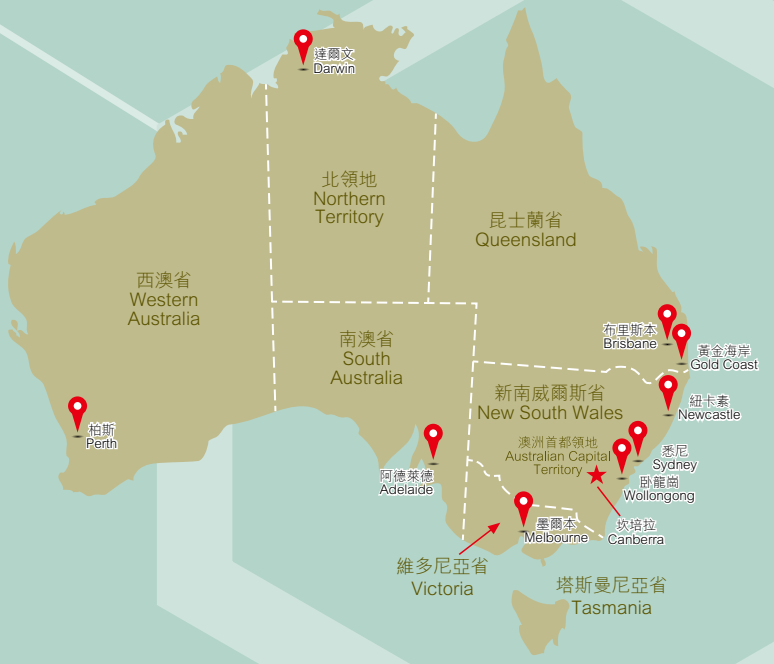 達爾文
Darwin
北領地
Northern
Territory
昆士蘭省
Queensland
西澳省
Western
Australia
南澳省
South
Australia
布里斯本
Brisbane
黃金海岸
Gold Coast
新南威爾斯省
New South Wales
紐卡素
Newcastle
柏斯
Perth
澳洲首都領地
Australian Capital
Territory
悉尼
Sydney
阿德萊德
Adelaide
卧龍崗
Wollongong
墨爾本
Melbourne
坎培拉
Canberra
維多尼亞省
Victoria
塔斯曼尼亞省
Tasmania